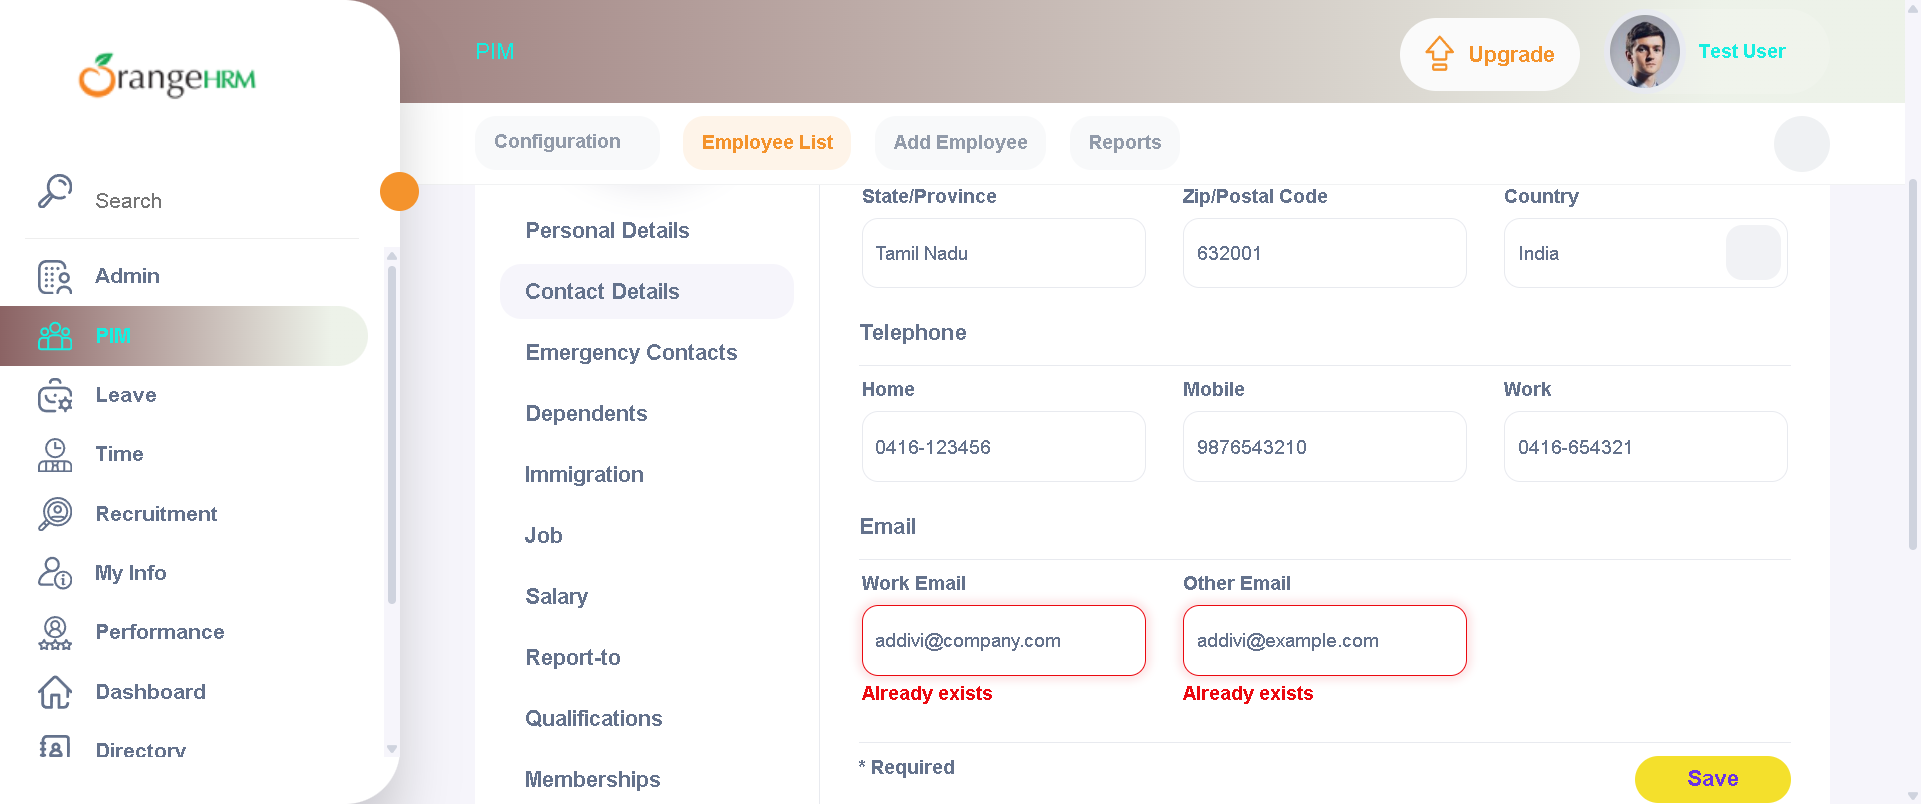 OrangeHRM
PIM
Upgrade
Test User
Configuration
Employee List
Add Employee
Reports
Search
Admin
PIM
Leave
Time
Recruitment
My Info
Performance
Dashboard
Directory
Personal Details
Contact Details
Emergency Contacts
Dependents
Immigration
Job
Salary
Report-to
Qualifications
Memberships
State/Province
Zip/Postal Code
Country
Tamil Nadu
632001
India
Telephone
Home
Mobile
Work
0416-123456
9876543210
0416-654321
Email
Work Email
Other Email
addivi@company.com
addivi@example.com
Already exists
Already exists
* Required
Save